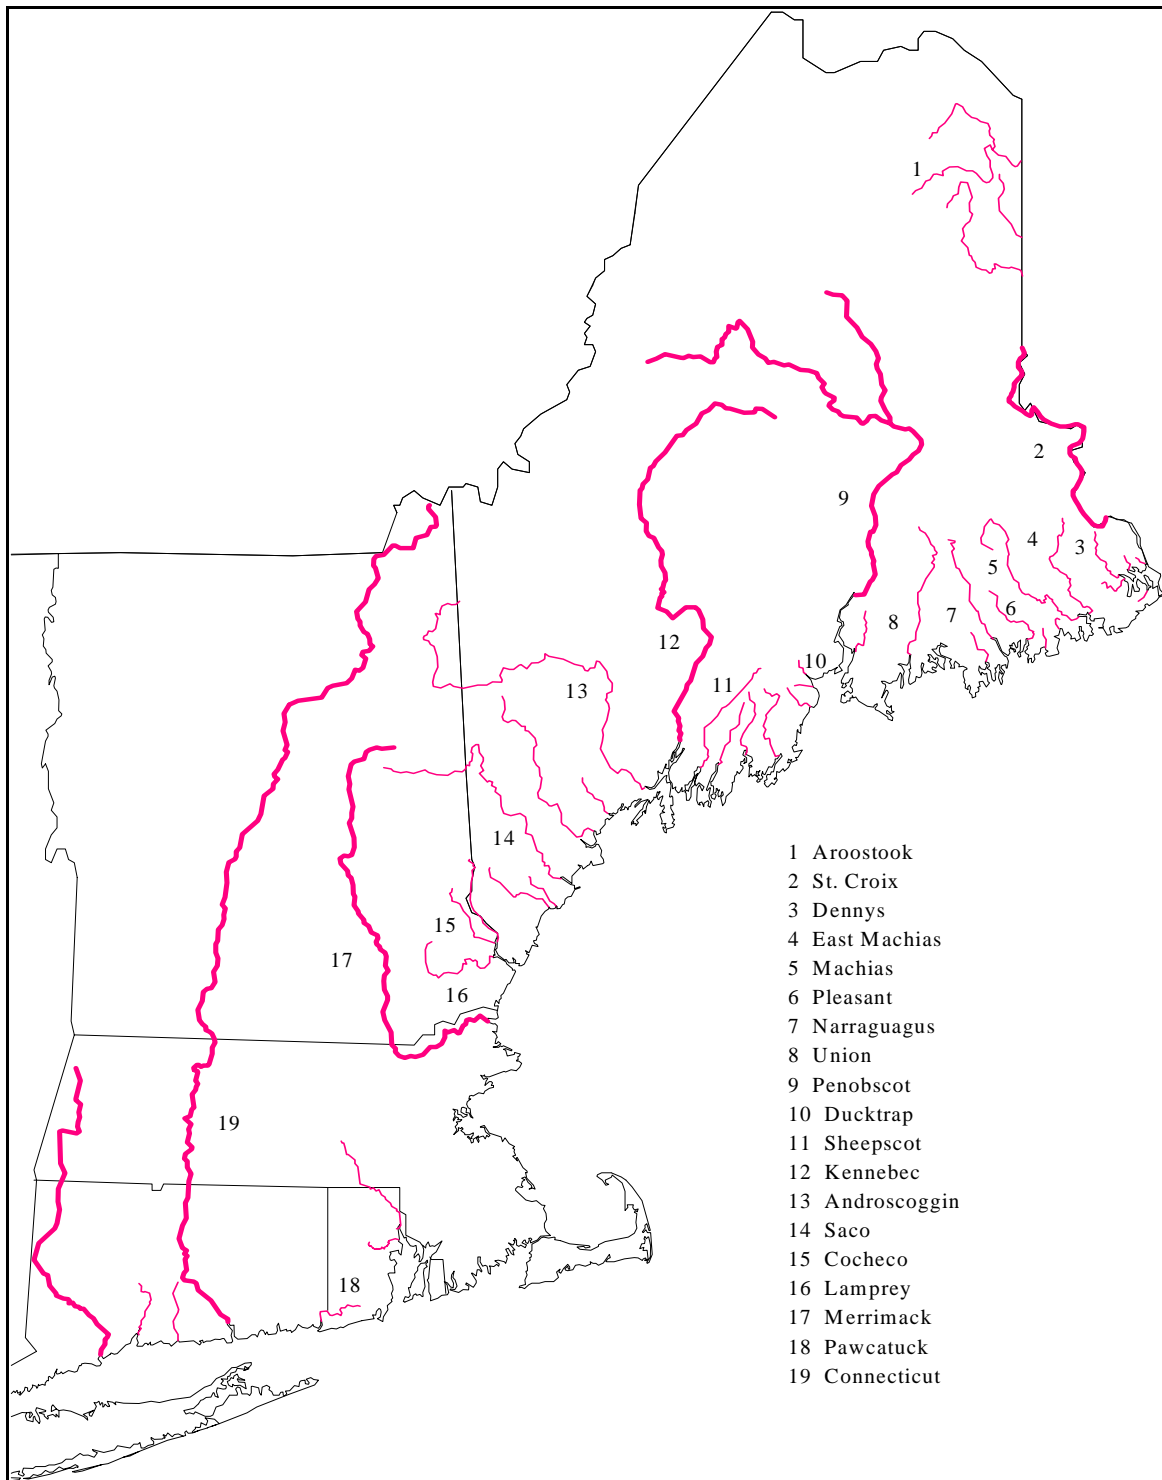 1
2
9
4
3
5
6
8
7
12
10
11
13
14
15
17
16
19
18
1 Aroostook
2 St. Croix
3 Dennys
4 East Machias
5 Machias
6 Pleasant
7 Narraguagus
8 Union
9 Penobscot
10 Ducktrap
11 Sheepscot
12 Kennebec
13 Androscoggin
14 Saco
15 Cocheco
16 Lamprey
17 Merrimack
18 Pawcatuck
19 Connecticut